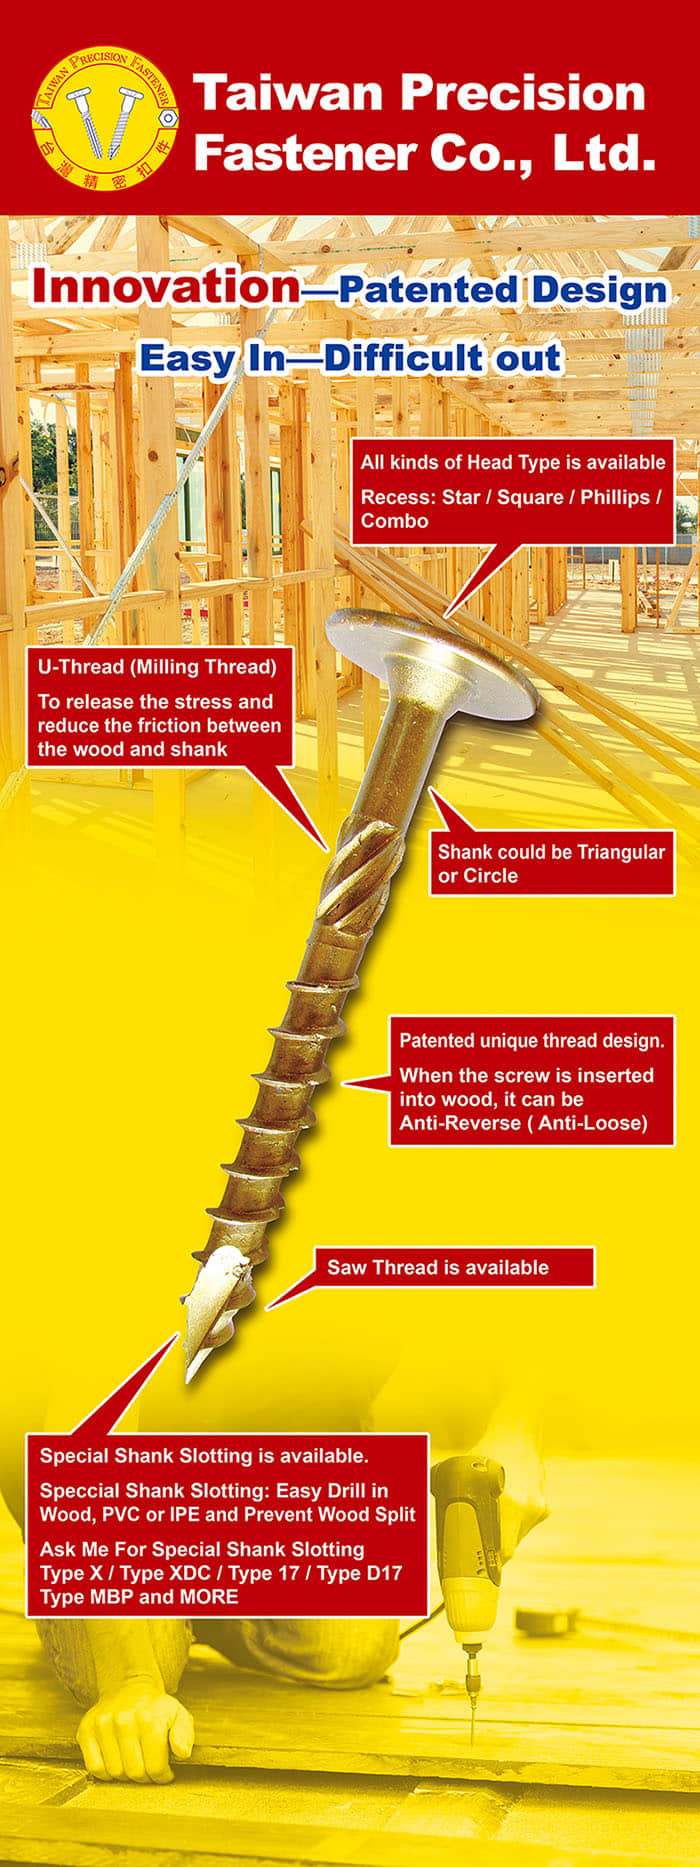 TAIWAN PRECISION FASTENER
台灣精密扣件
Taiwan Precision
Fastener Co., Ltd.
Innovation—Patented Design
Easy In—Difficult out
All kinds of Head Type is available
Recess: Star / Square / Phillips /
Combo
U-Thread (Milling Thread)
To release the stress and
reduce the friction between
the wood and shank
Shank could be Triangular
or Circle
Patented unique thread design.
When the screw is inserted
into wood, it can be
Anti-Reverse ( Anti-Loose)
Saw Thread is available
Special Shank Slotting is available.
Speccial Shank Slotting: Easy Drill in
Wood, PVC or IPE and Prevent Wood Split
Ask Me For Special Shank Slotting
Type X / Type XDC / Type 17 / Type D17
Type MBP and MORE